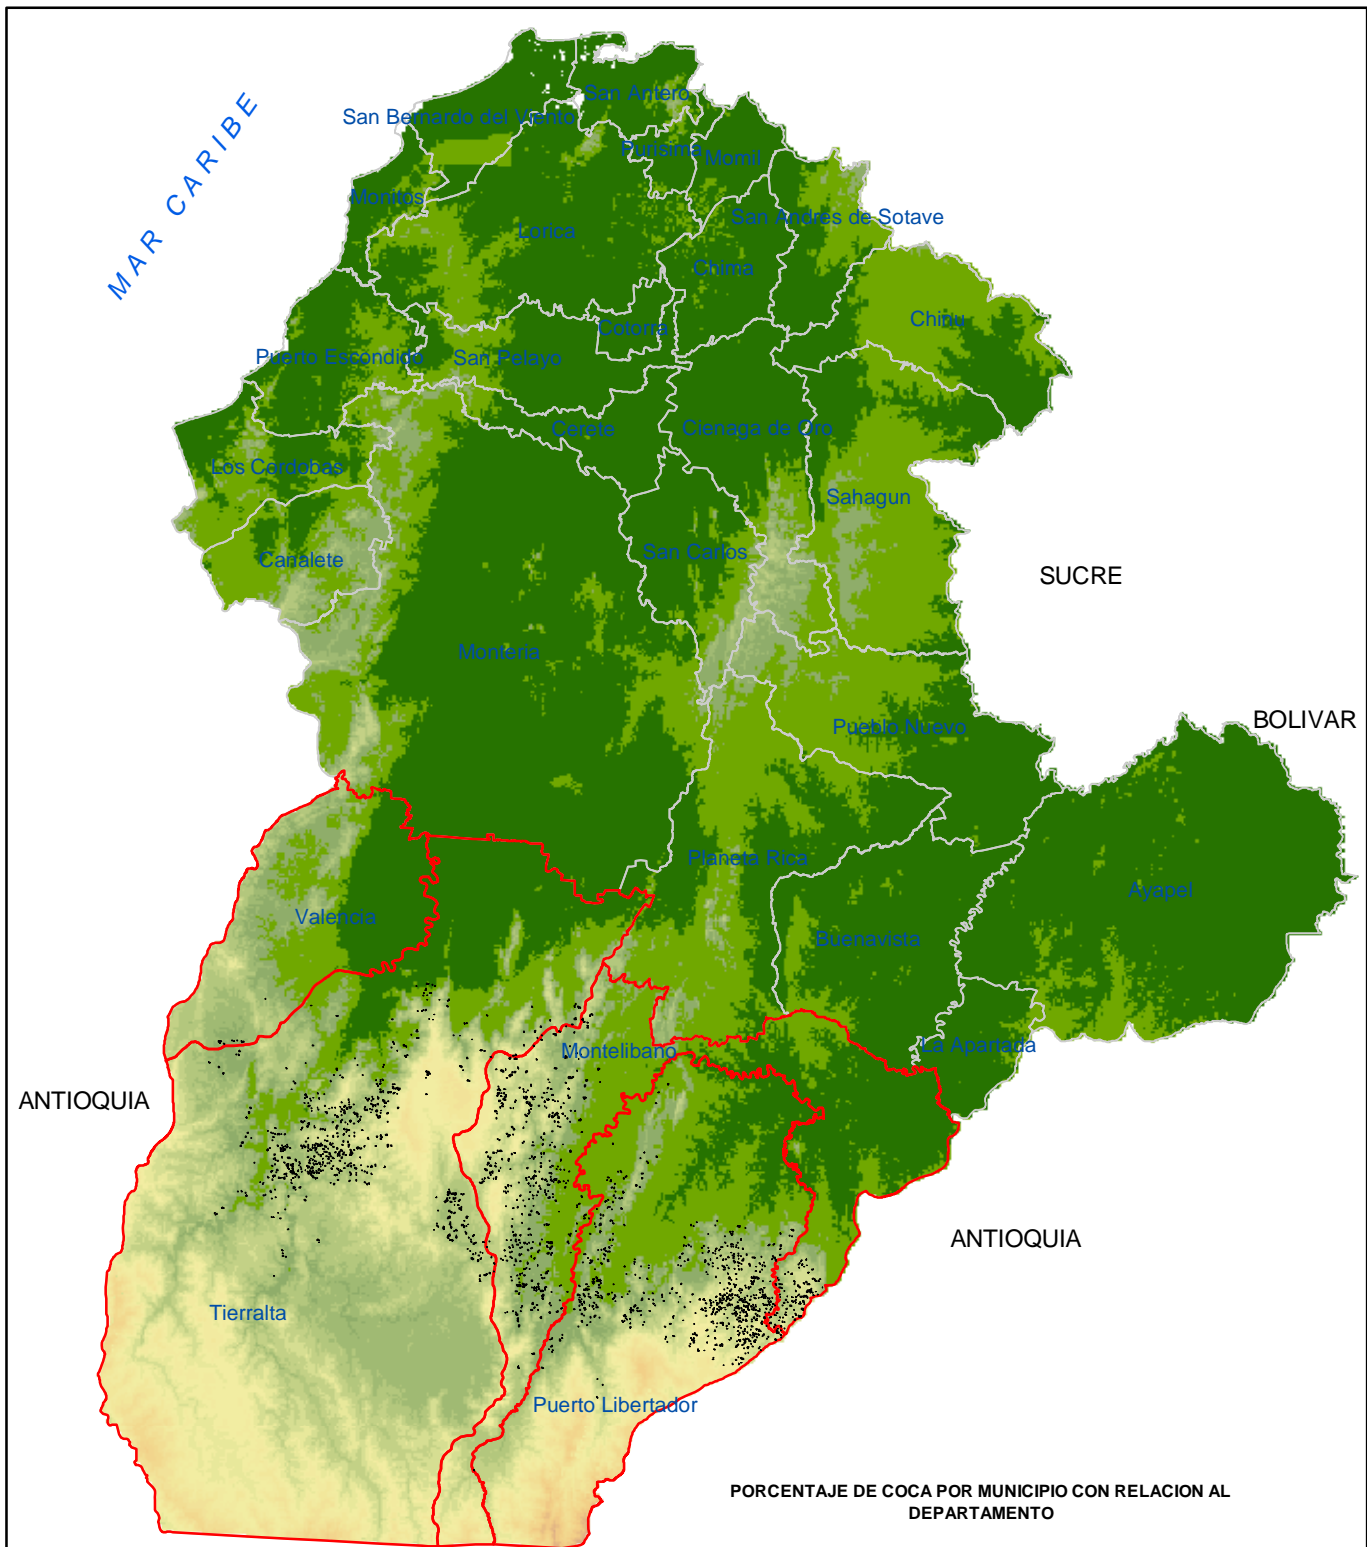 MAR CARIBE
San Antero
San Bernardo del Viento
Purisima
Momil
Monitos
San Andres de Sotave
Lorica
Chima
Chinu
Cotorra
Puerto Escondido
San Pelayo
Cerete
Cienaga de Oro
Los Cordobas
Sahagun
Canalete
San Carlos
SUCRE
Monteria
BOLIVAR
Pueblo Nuevo
Planeta Rica
Ayapel
Valencia
Buenavista
La Apartada
Montelibano
ANTIOQUIA
ANTIOQUIA
Tierralta
Puerto Libertador
PORCENTAJE DE COCA POR MUNICIPIO CON RELACION AL
DEPARTAMENTO